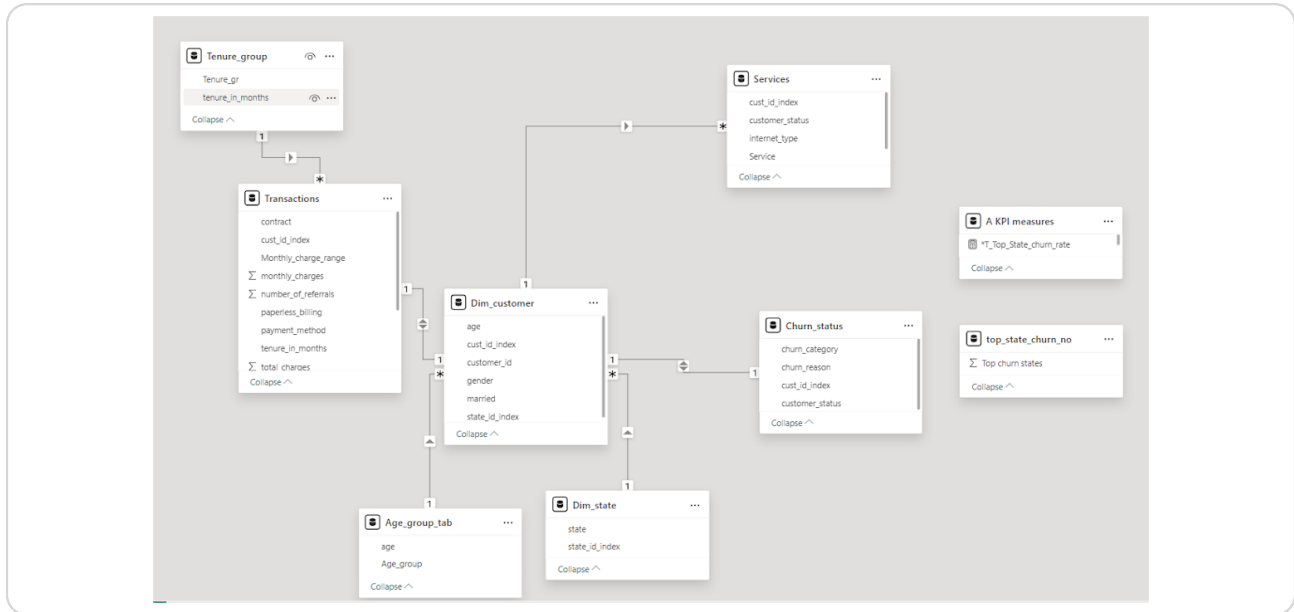 Tenure_group
Tenure_gr
tenure_in_months
Collapse
1
*
Transactions
contract
cust_id_index
Monthly_charge_range
Σ monthly_charges
Σ number_of_referrals
paperless_billing
payment_method
tenure_in_months
Σ total_charges
Collapse
1
1
*
Dim_customer
age
cust_id_index
customer_id
gender
married
state_id_index
Collapse
1
1
*
Services
cust_id_index
customer_status
internet_type
Service
Collapse
*
Churn_status
churn_category
churn_reason
cust_id_index
customer_status
Collapse
1
A KPI measures
*T_Top_State_churn_rate
Collapse
top_state_churn_no
Σ Top churn states
Collapse
Age_group_tab
age
Age_group
Collapse
1
Dim_state
state
state_id_index
Collapse
1